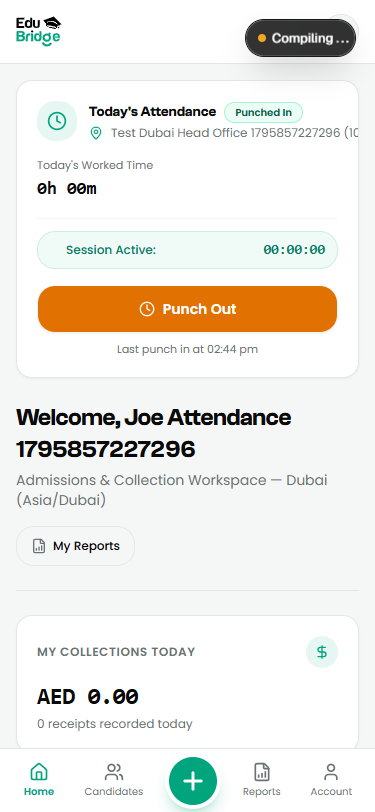 Edu
Bridge
Compiling ...
Today's Attendance
Punched In
Test Dubai Head Office 1795857227296 (10
Today's Worked Time
0h 00m
Session Active:
00:00:00
Punch Out
Last punch in at 02:44 pm
Welcome, Joe Attendance
1795857227296
Admissions & Collection Workspace — Dubai
(Asia/Dubai)
My Reports
MY COLLECTIONS TODAY
$
AED 0.00
0 receipts recorded today
Home
Candidates
Reports
Account